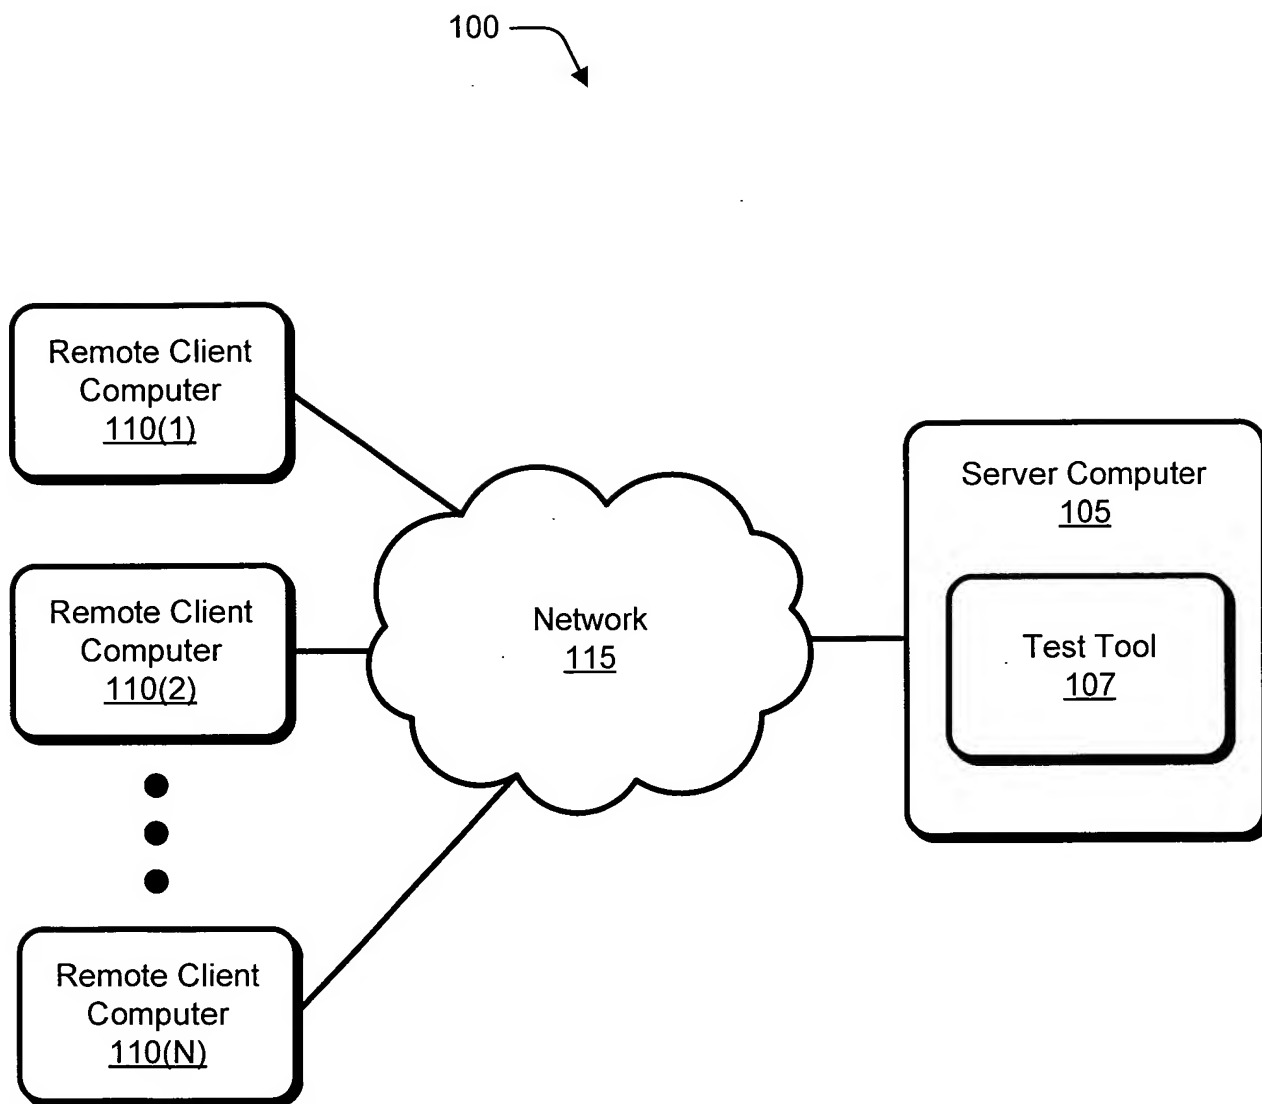 100
Remote Client
Computer
110(1)
Remote Client
Computer
110(2)
Remote Client
Computer
110(N)
Network
115
Server Computer
105
Test Tool
107